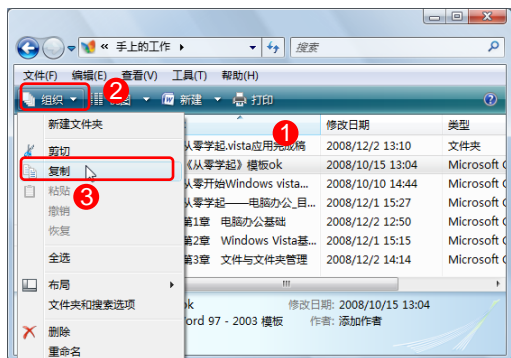 « 手上的工作
搜索
文件(F) 编辑(E) 查看(V) 工具(T) 帮助(H)
组织 新建 打印
2
1
新建文件夹
修改日期 类型
剪切
从零学起.vista应用完成稿 2008/12/2 13:10 文件夹
复制
《从零学起》模板ok 2008/10/15 13:04 Microsoft
3
粘贴
从零开始Windows vista... 2008/10/10 14:44 Microsoft
撤销
从零学起——电脑办公_目... 2008/12/1 15:27 Microsoft
恢复
第1章 电脑办公基础 2008/12/2 12:50 Microsoft
第2章 Windows Vista基... 2008/12/1 15:15 Microsoft
全选
第3章 文件与文件夹管理 2008/12/2 14:14 Microsoft
布局
文件夹和搜索选项
ok 修改日期: 2008/10/15 13:04
删除
ord 97 - 2003 模板 作者: 添加作者
重命名